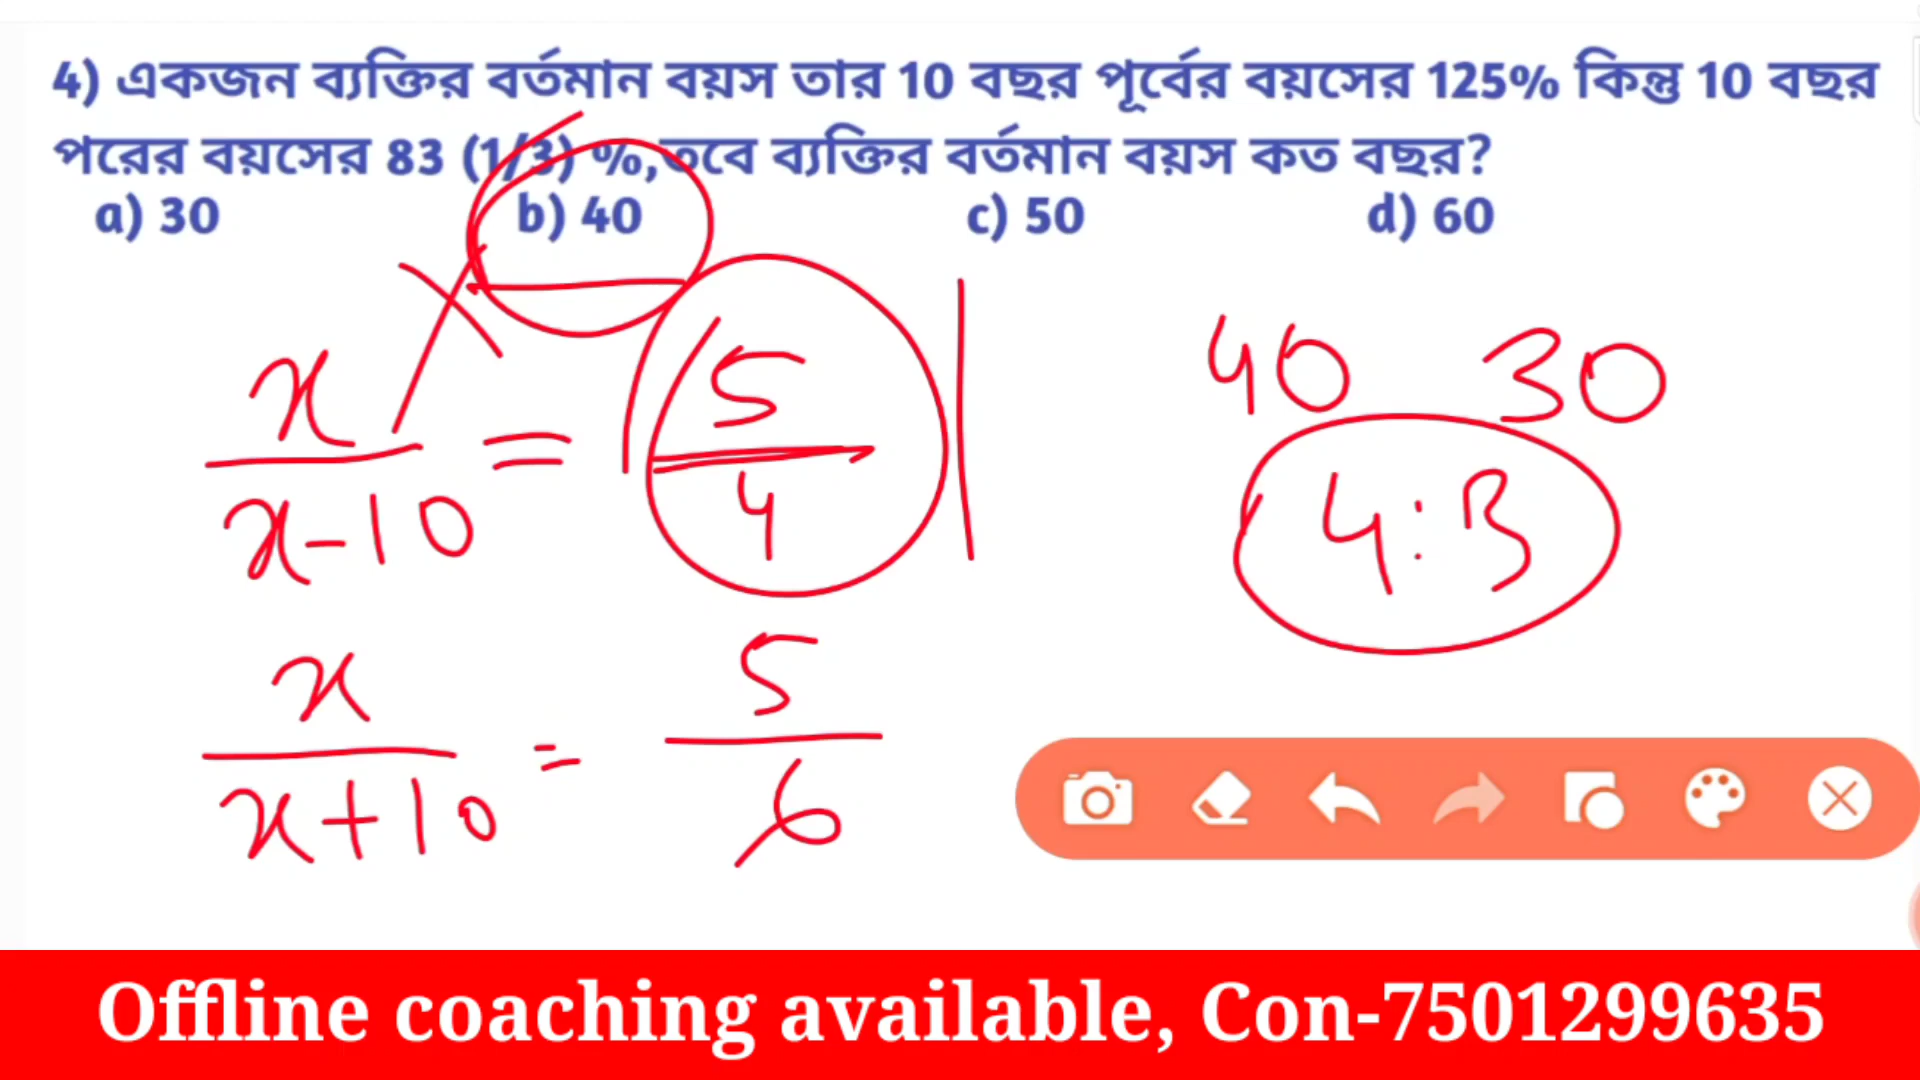 4) একজন ব্যক্তির বর্তমান বয়স তার 10 বছর পূর্বের বয়সের 125% কিন্তু 10 বছর
পরের বয়সের 83 (1/3) %,তবে ব্যক্তির বর্তমান বয়স কত বছর?
a) 30 b) 40 c) 50 d) 60
x/x-10 = 5/4
40 30
4:3
x/x+10 = 5/6
Offline coaching available, Con-7501299635